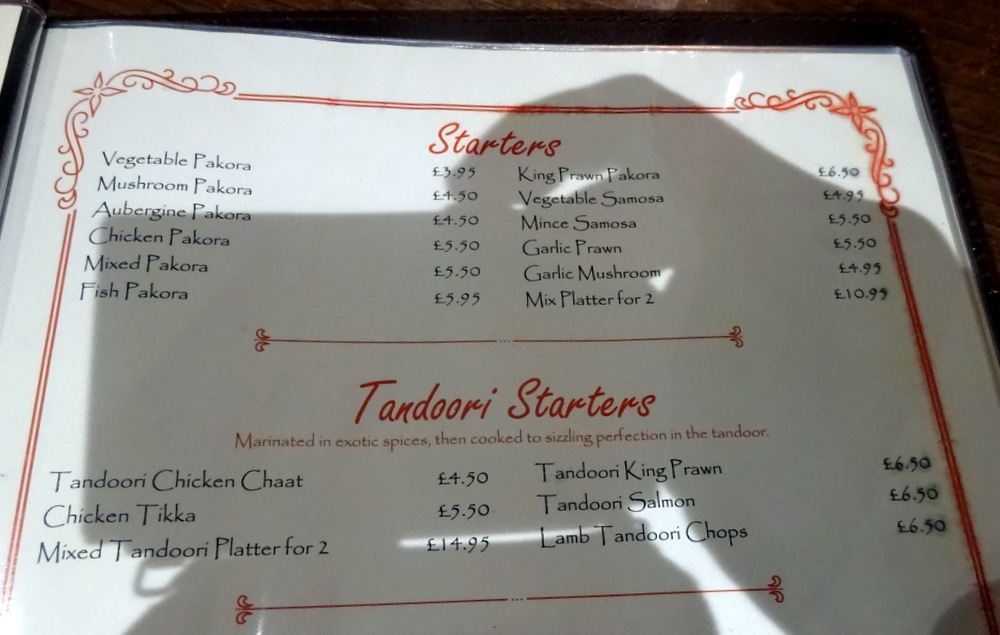 Starters
Vegetable Pakora £3.95
Mushroom Pakora £4.50
Aubergine Pakora £4.50
Chicken Pakora £5.50
Mixed Pakora £5.50
Fish Pakora £5.95
King Prawn Pakora £6.50
Vegetable Samosa £4.95
Mince Samosa £5.50
Garlic Prawn £5.50
Garlic Mushroom £4.95
Mix Platter for 2 £10.95
Tandoori Starters
Marinated in exotic spices, then cooked to sizzling perfection in the tandoor.
Tandoori Chicken Chaat £4.50
Chicken Tikka £5.50
Mixed Tandoori Platter for 2 £14.95
Tandoori King Prawn £6.50
Tandoori Salmon £6.50
Lamb Tandoori Chops £6.50